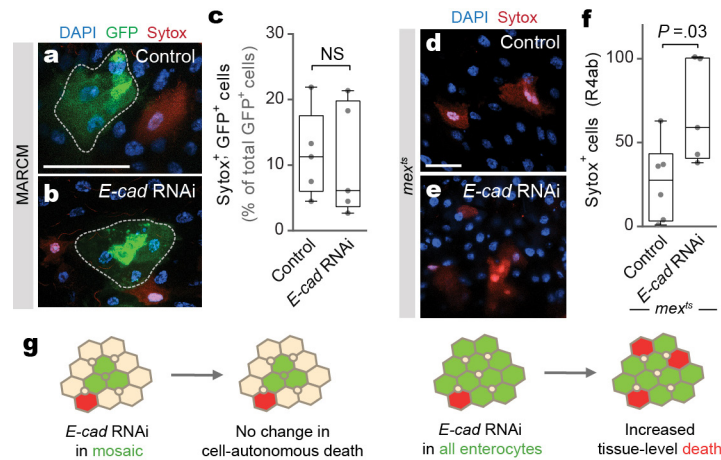 DAPI GFP Sytox
a
Control
MARCM
b
E-cad RNAi
c
Sytox+ GFP+ cells
(% of total GFP+ cells)
30
20
10
0
NS
Control
E-cad RNAi
DAPI Sytox
d
Control
mexts
e
E-cad RNAi
f
P =.03
Sytox+ cells (R4ab)
100
50
0
Control
E-cad RNAi
mexts
g
E-cad RNAi
in mosaic
No change in
cell-autonomous death
E-cad RNAi
in all enterocytes
Increased
tissue-level death